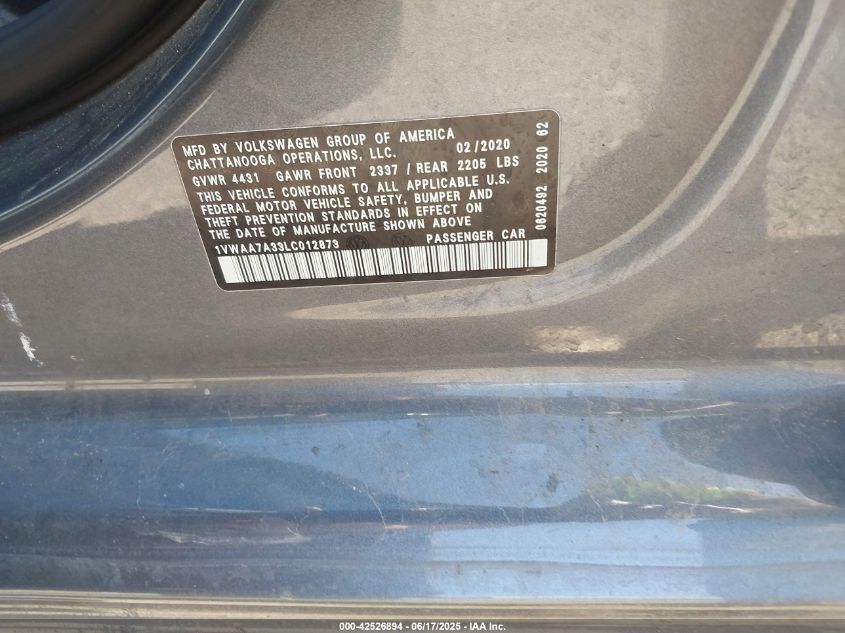 MFD BY VOLKSWAGEN GROUP OF AMERICA
CHATTANOOGA OPERATIONS, LLC. 02/2020
GVWR 4431 GAWR FRONT 2337 / REAR 2205 LBS
THIS VEHICLE CONFORMS TO ALL APPLICABLE U.S.
FEDERAL MOTOR VEHICLE SAFETY, BUMPER AND
THEFT PREVENTION STANDARDS IN EFFECT ON
THE DATE OF MANUFACTURE SHOWN ABOVE
1VWAA7A33LC012873 PASSENGER CAR
0620492 2020 62
000-42526894 - 06/17/2025 - IAA Inc.